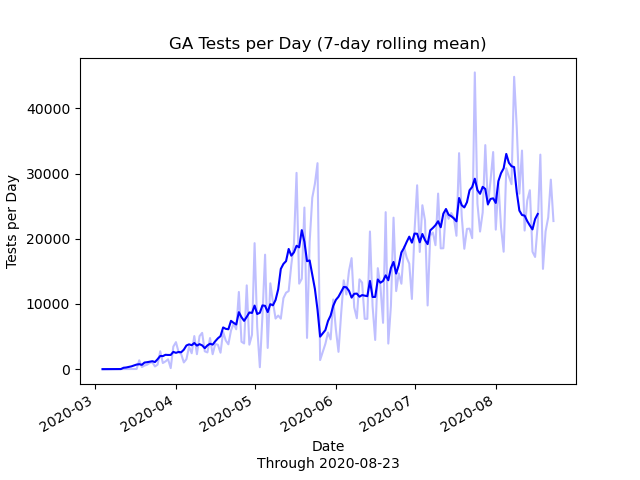 GA Tests per Day (7-day rolling mean)
Tests per Day
40000
30000
20000
10000
0
2020-03
2020-04
2020-05
2020-06
2020-07
2020-08
Date
Through 2020-08-23